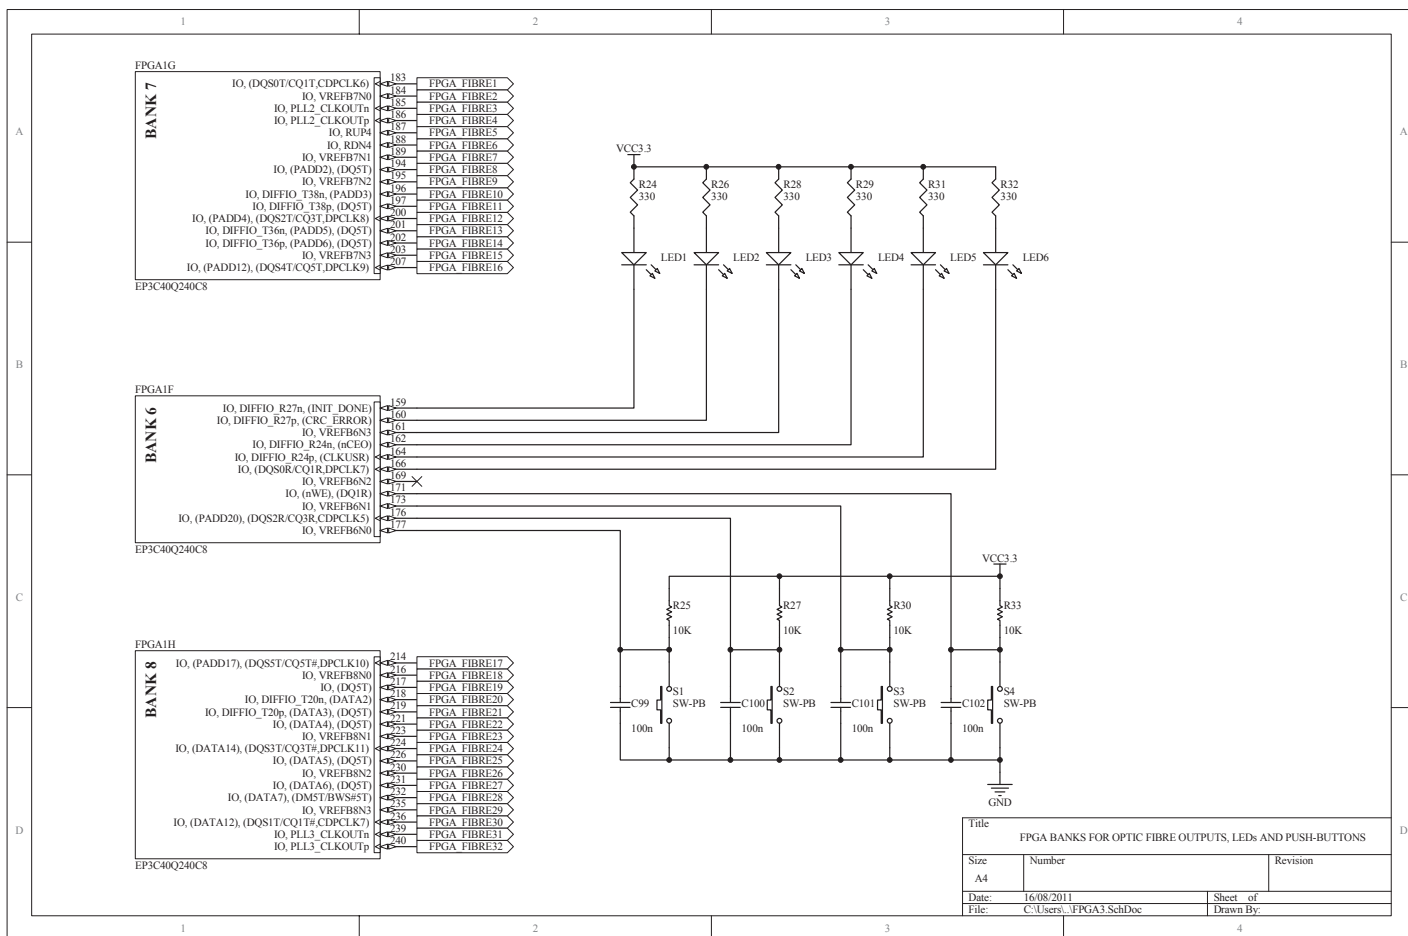 1 2 3 4
A A
B B
C C
D D
1 2 3 4
FPGA1G
BANK 7
IO, (DQS0T/CQ1T,CDPCLK6) 183 FPGA_FIBRE1
IO, VREFB7N0 184 FPGA_FIBRE2
IO, PLL2_CLKOUTn 185 FPGA_FIBRE3
IO, PLL2_CLKOUTp 186 FPGA_FIBRE4
IO, RUP4 187 FPGA_FIBRE5
IO, RDN4 188 FPGA_FIBRE6
IO, VREFB7N1 189 FPGA_FIBRE7
IO, (PADD2), (DQ5T) 194 FPGA_FIBRE8
IO, VREFB7N2 195 FPGA_FIBRE9
IO, DIFFIO_T38n, (PADD3) 196 FPGA_FIBRE10
IO, DIFFIO_T38p, (DQ5T) 197 FPGA_FIBRE11
IO, (PADD4), (DQS2T/CQ3T,DPCLK8) 200 FPGA_FIBRE12
IO, DIFFIO_T36n, (PADD5), (DQ5T) 201 FPGA_FIBRE13
IO, DIFFIO_T36p, (PADD6), (DQ5T) 202 FPGA_FIBRE14
IO, VREFB7N3 203 FPGA_FIBRE15
IO, (PADD12), (DQS4T/CQ5T,DPCLK9) 207 FPGA_FIBRE16
EP3C40Q240C8
VCC3.3
R24 R26 R28 R29 R31 R32
330 330 330 330 330 330
LED1 LED2 LED3 LED4 LED5 LED6
FPGA1F
BANK 6
IO, DIFFIO_R27n, (INIT_DONE) 159
IO, DIFFIO_R27p, (CRC_ERROR) 160
IO, VREFB6N3 161
IO, DIFFIO_R24n, (nCEO) 162
IO, DIFFIO_R24p, (CLKUSR) 164
IO, (DQS0R/CQ1R,DPCLK7) 166
IO, VREFB6N2 169
IO, (nWE), (DQ1R) 171
IO, VREFB6N1 173
IO, (PADD20), (DQS2R/CQ3R,CDPCLK5) 176
IO, VREFB6N0 177
EP3C40Q240C8
VCC3.3
R25 R27 R30 R33
10K 10K 10K 10K
C99 S1 C100 S2 C101 S3 C102 S4
SW-PB SW-PB SW-PB SW-PB
100n 100n 100n 100n
GND
FPGA1H
BANK 8
IO, (PADD17), (DQS5T/CQ5T#,DPCLK10) 214 FPGA_FIBRE17
IO, VREFB8N0 216 FPGA_FIBRE18
IO, (DQ5T) 217 FPGA_FIBRE19
IO, DIFFIO_T20n, (DATA2) 218 FPGA_FIBRE20
IO, DIFFIO_T20p, (DATA3), (DQ5T) 219 FPGA_FIBRE21
IO, (DATA4), (DQ5T) 221 FPGA_FIBRE22
IO, VREFB8N1 223 FPGA_FIBRE23
IO, (DATA14), (DQS3T/CQ3T#,DPCLK11) 224 FPGA_FIBRE24
IO, (DATA5), (DQ5T) 226 FPGA_FIBRE25
IO, VREFB8N2 230 FPGA_FIBRE26
IO, (DATA6), (DQ5T) 231 FPGA_FIBRE27
IO, (DATA7), (DM5T/BWS#5T) 232 FPGA_FIBRE28
IO, VREFB8N3 235 FPGA_FIBRE29
IO, (DATA12), (DQS1T/CQ1T#,CDPCLK7) 236 FPGA_FIBRE30
IO, PLL3_CLKOUTn 239 FPGA_FIBRE31
IO, PLL3_CLKOUTp 240 FPGA_FIBRE32
EP3C40Q240C8
Title
FPGA BANKS FOR OPTIC FIBRE OUTPUTS, LEDs AND PUSH-BUTTONS
Size Number Revision
A4
Date: 16/08/2011 Sheet of
File: C:\Users\..\FPGA3.SchDoc Drawn By: